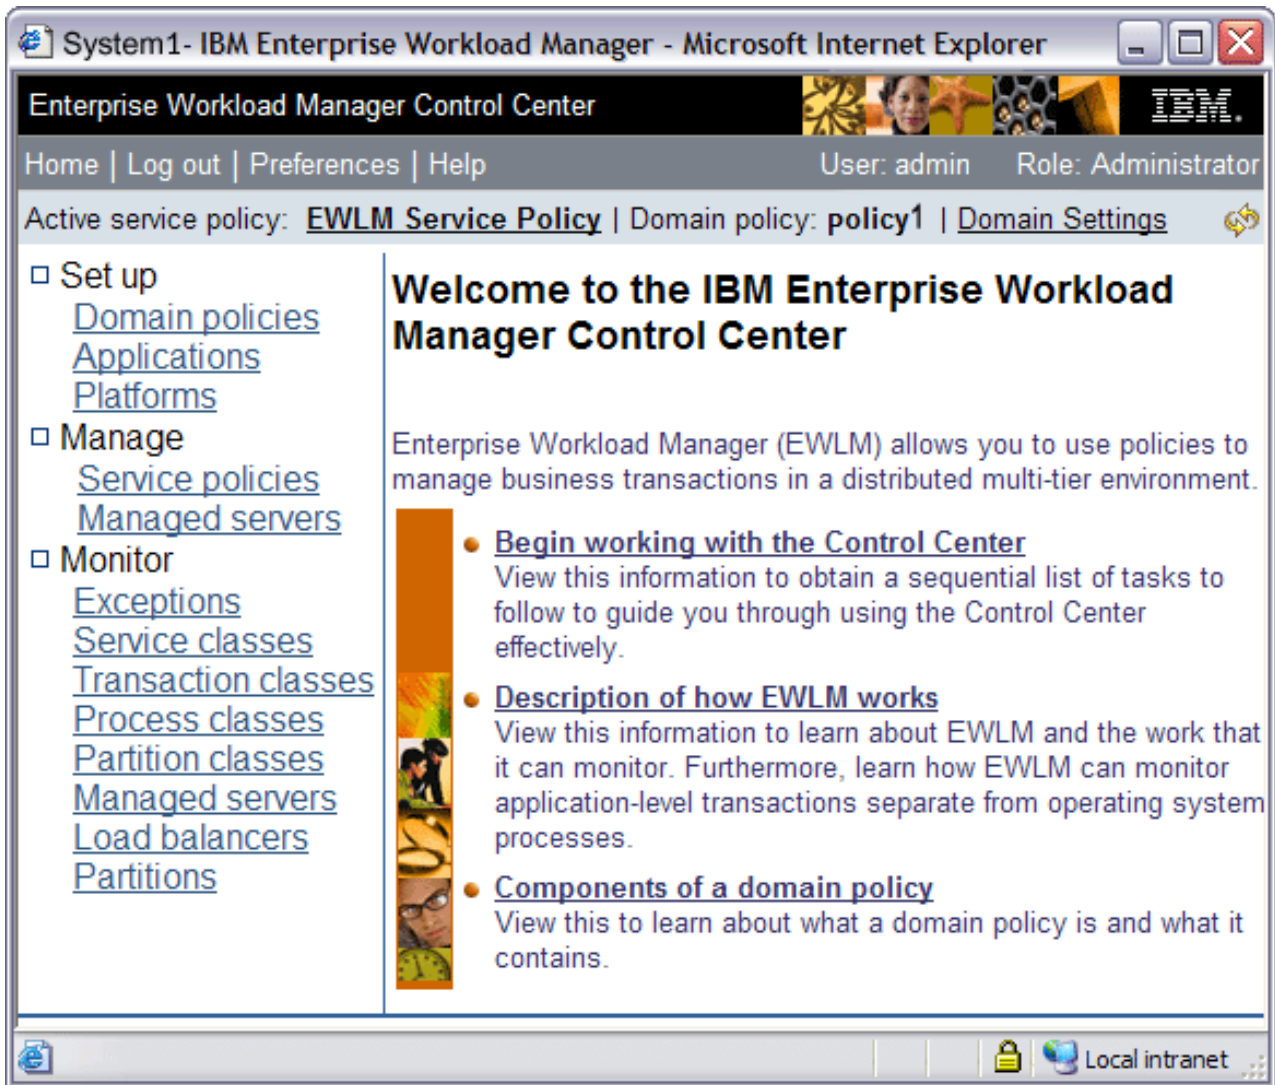 System1- IBM Enterprise Workload Manager - Microsoft Internet Explorer
Enterprise Workload Manager Control Center
IBM.
Home | Log out | Preferences | Help
User: admin Role: Administrator
Active service policy: EWLM Service Policy | Domain policy: policy1 | Domain Settings
Set up
Domain policies
Applications
Platforms
Manage
Service policies
Managed servers
Monitor
Exceptions
Service classes
Transaction classes
Process classes
Partition classes
Managed servers
Load balancers
Partitions
Welcome to the IBM Enterprise Workload
Manager Control Center
Enterprise Workload Manager (EWLM) allows you to use policies to
manage business transactions in a distributed multi-tier environment.
Begin working with the Control Center
View this information to obtain a sequential list of tasks to
follow to guide you through using the Control Center
effectively.
Description of how EWLM works
View this information to learn about EWLM and the work that
it can monitor. Furthermore, learn how EWLM can monitor
application-level transactions separate from operating system
processes.
Components of a domain policy
View this to learn about what a domain policy is and what it
contains.
Local intranet